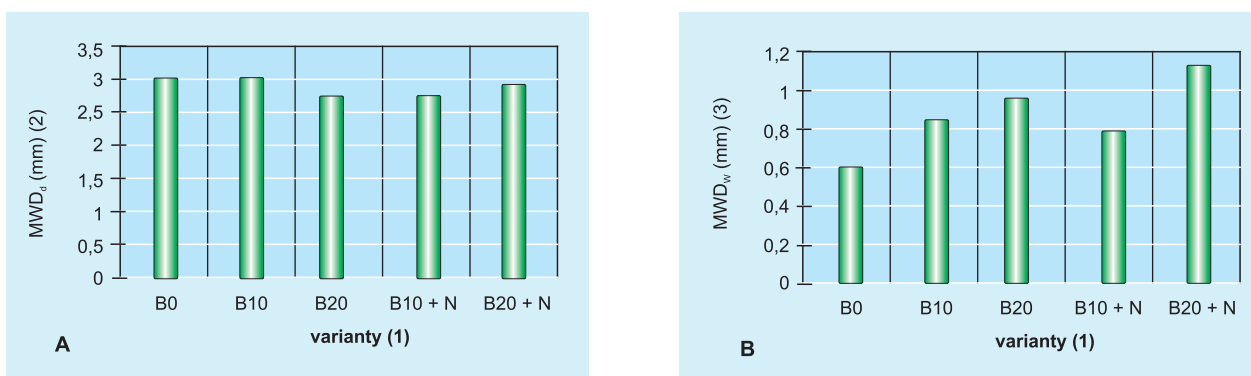 MWDd (mm) (2)
3,5
3
2,5
2
1,5
1
0,5
0
B0 B10 B20 B10 + N B20 + N
varianty (1)
A
MWDW (mm) (3)
1,2
1
0,8
0,6
0,4
0,2
0
B0 B10 B20 B10 + N B20 + N
varianty (1)
B